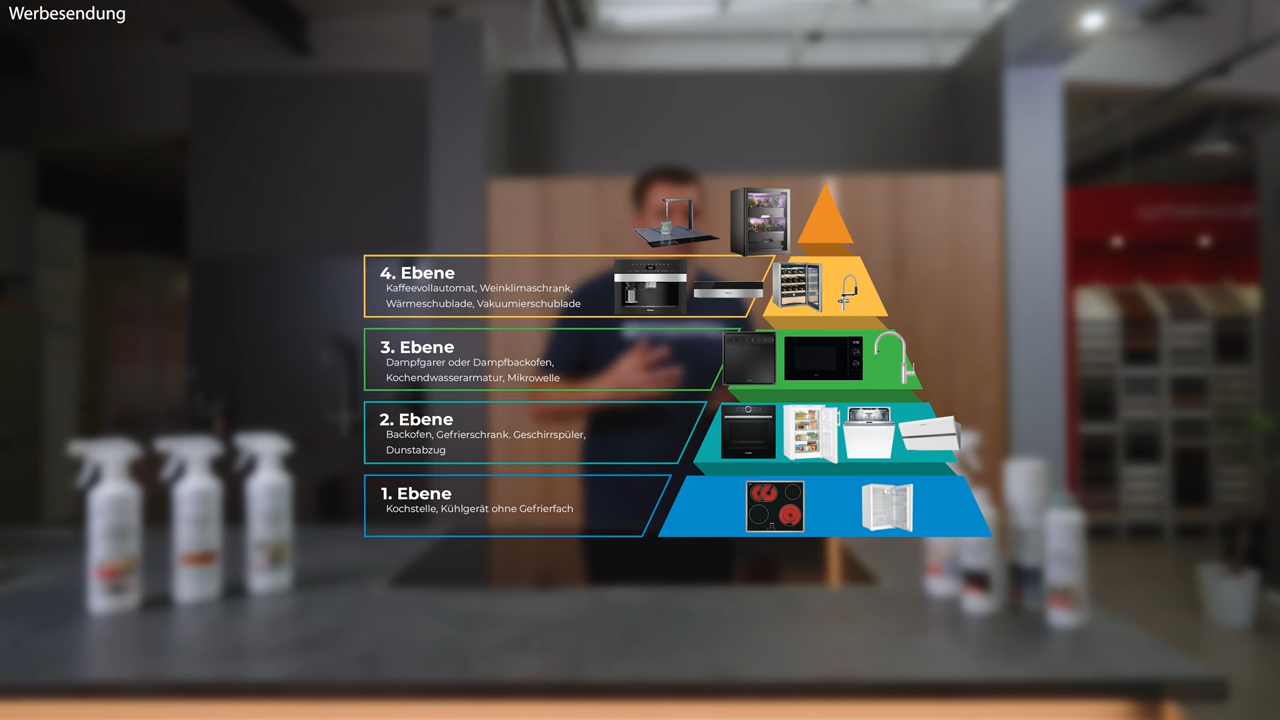 Werbesendung
4. Ebene
Kaffeevollautomat, Weinklimaschrank,
Wärmeschublade, Vakuumierschublade
3. Ebene
Dampfgarer oder Dampfbackofen,
Kochendwasserarmatur, Mikrowelle
2. Ebene
Backofen, Gefrierschrank. Geschirrspüler,
Dunstabzug
1. Ebene
Kochstelle, Kühlgerät ohne Gefrierfach